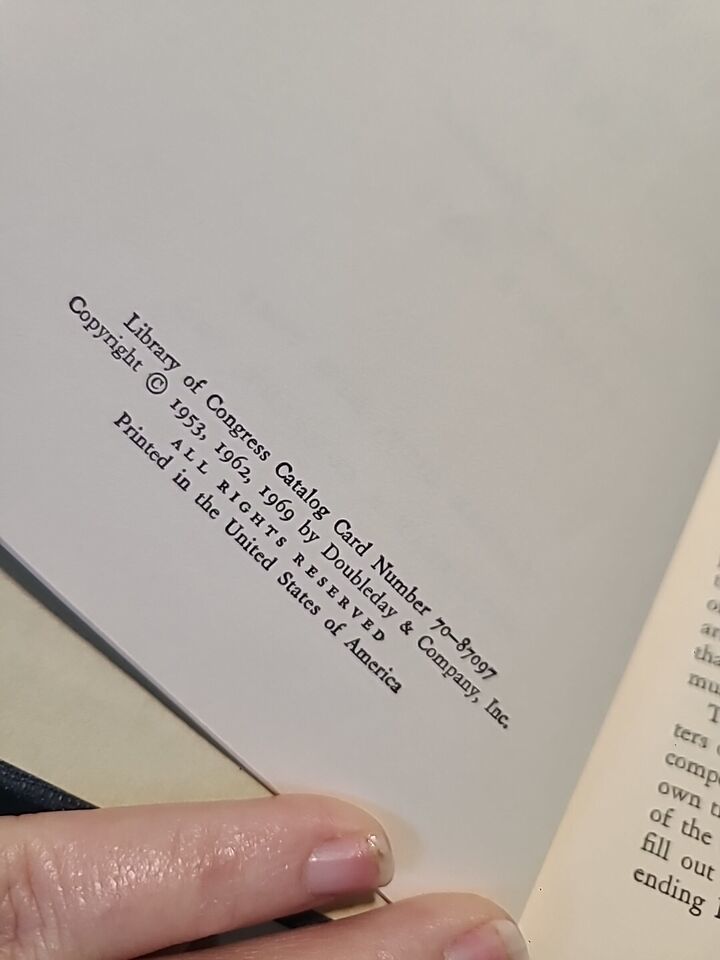 Library of Congress Catalog Card Number 70–87097
Copyright © 1953, 1962, 1969 by Doubleday & Company, Inc.
ALL RIGHTS RESERVED
Printed in the United States of America
ters
comp
own
of the
fill out
ending